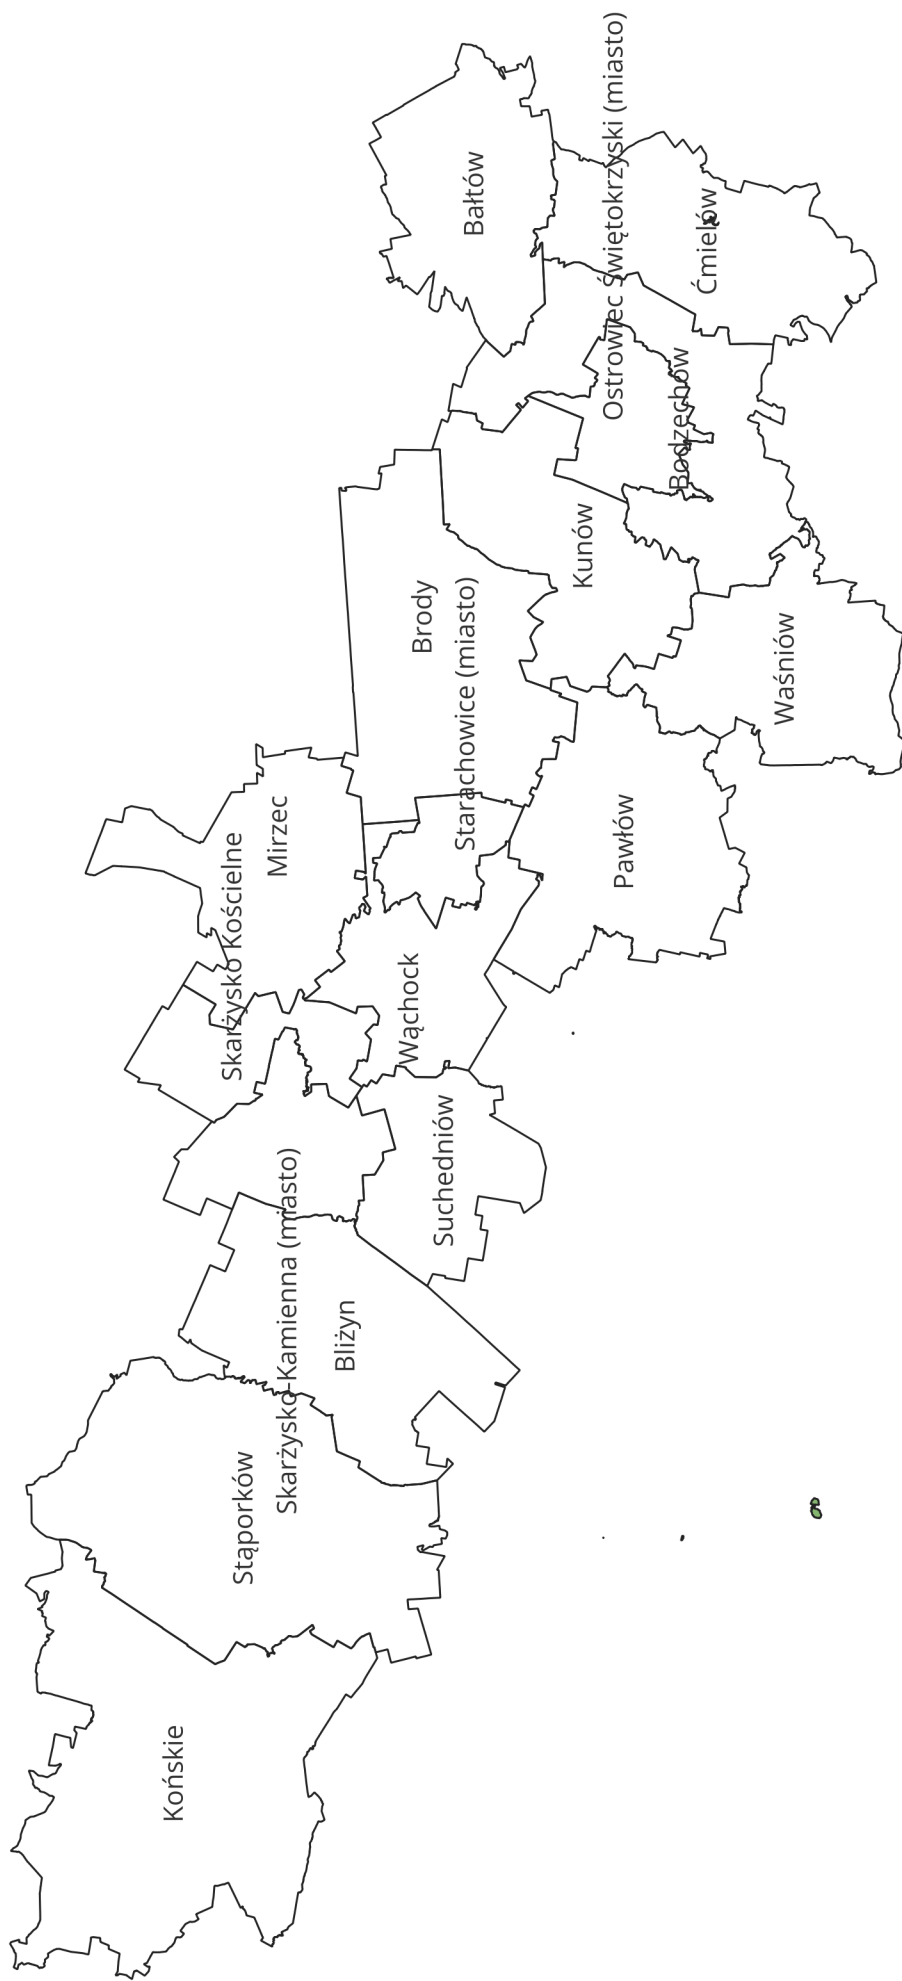 Końskie
Stąporków
Skarżysko-Kamienna (miasto)
Bliżyn
Suchedniów
Skarżysko Kościelne
Wąchock
Mirzec
Starachowice (miasto)
Brody
Pawłów
Kunów
Waśniów
Ostrowiec Świętokrzyski (miasto)
Bodzechów
Bałtów
Ćmielów